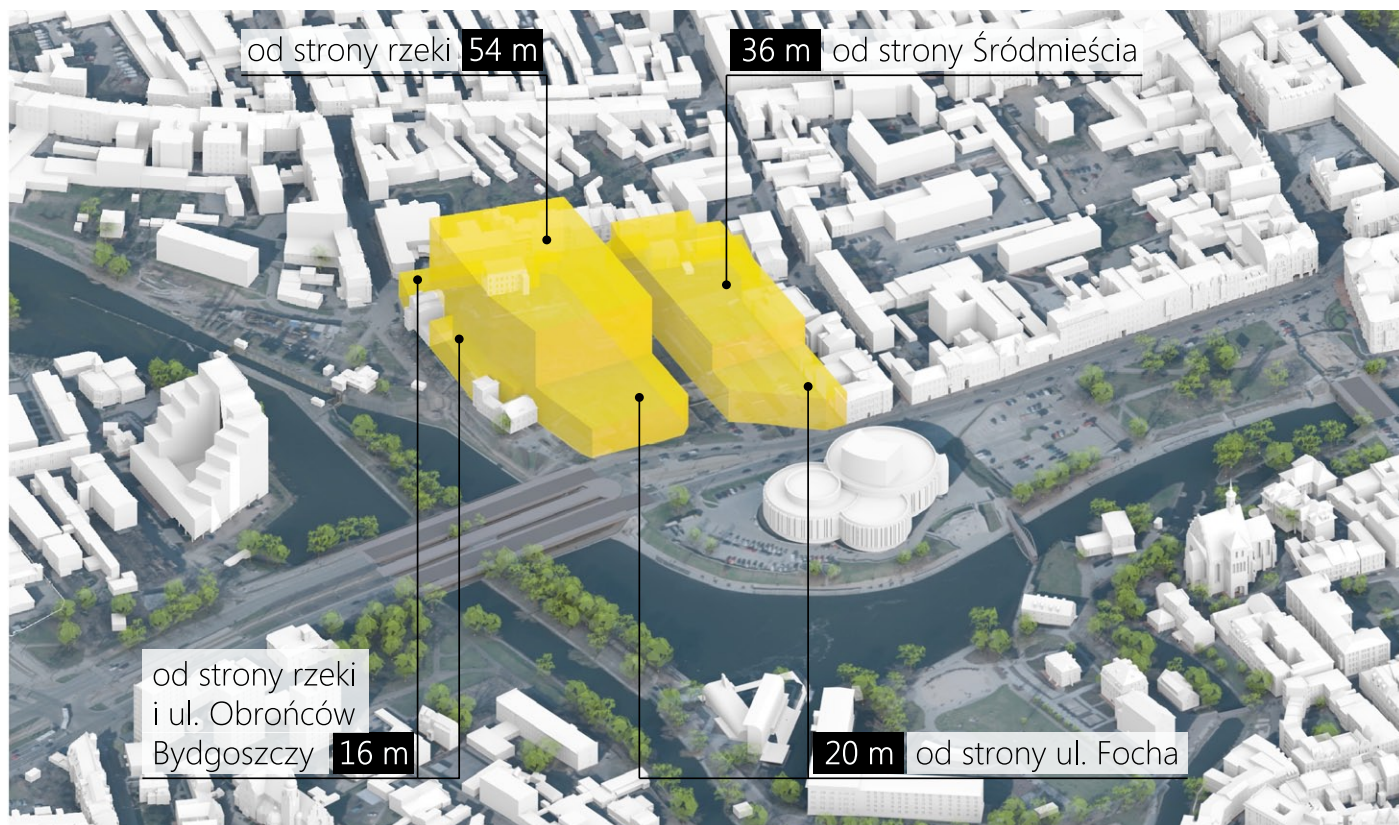 od strony rzeki 54 m
36 m od strony Śródmieścia
od strony rzeki
i ul. Obrońców
Bydgoszczy 16 m
20 m od strony ul. Focha